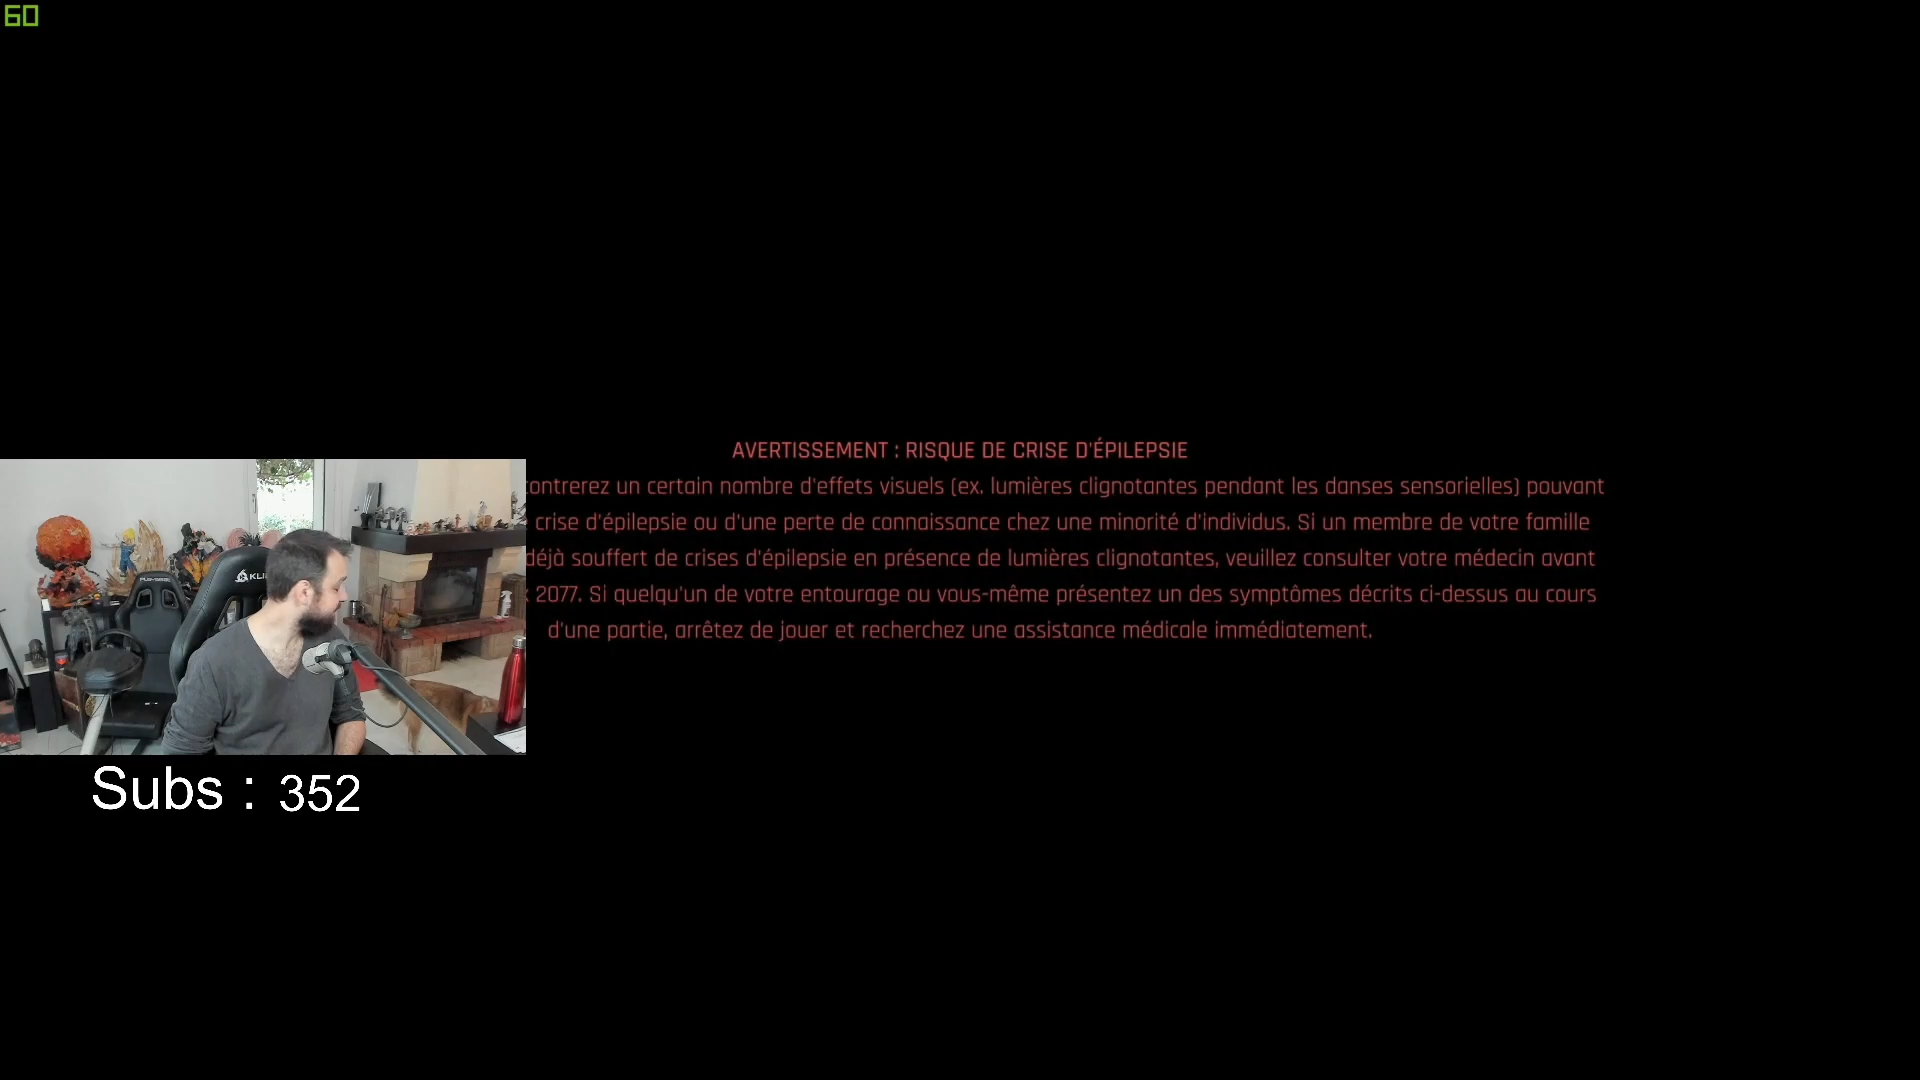 60
AVERTISSEMENT : RISQUE DE CRISE D'ÉPILEPSIE
contrerez un certain nombre d'effets visuels (ex. lumières clignotantes pendant les danses sensorielles) pouvant
crise d'épilepsie ou d'une perte de connaissance chez une minorité d'individus. Si un membre de votre famille
déjà souffert de crises d'épilepsie en présence de lumières clignotantes, veuillez consulter votre médecin avant
2077. Si quelqu'un de votre entourage ou vous-même présentez un des symptômes décrits ci-dessus au cours
d'une partie, arrêtez de jouer et recherchez une assistance médicale immédiatement.
Subs : 352